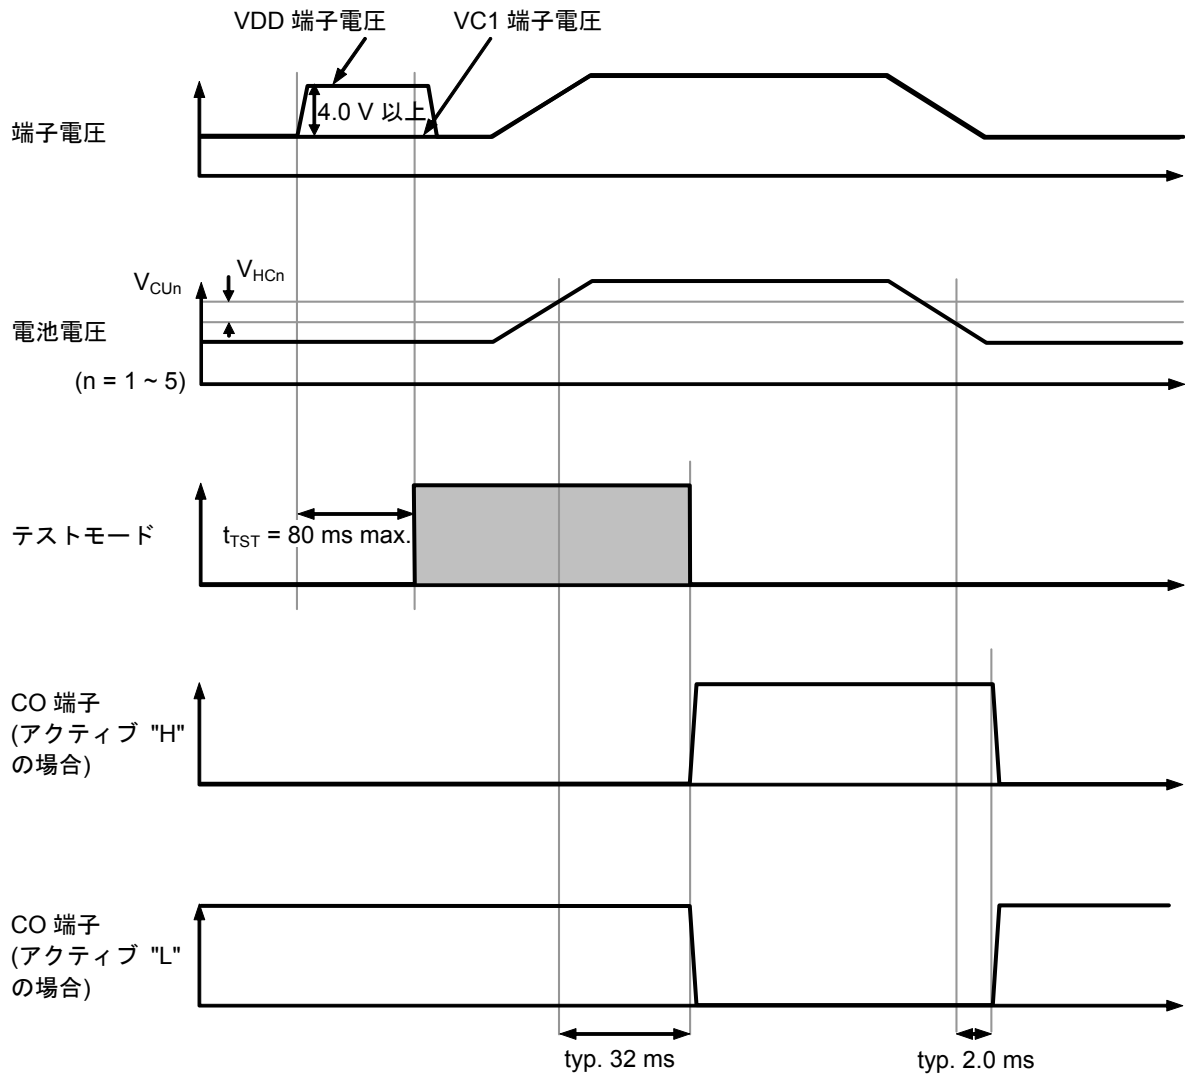 VDD 端子電圧
VC1 端子電圧
4.0 V 以上
端子電圧
VCUn
VHCn
電池電圧
(n = 1 ~ 5)
テストモード
tTST = 80 ms max.
CO 端子
(アクティブ "H"
の場合)
CO 端子
(アクティブ "L"
の場合)
typ. 32 ms
typ. 2.0 ms